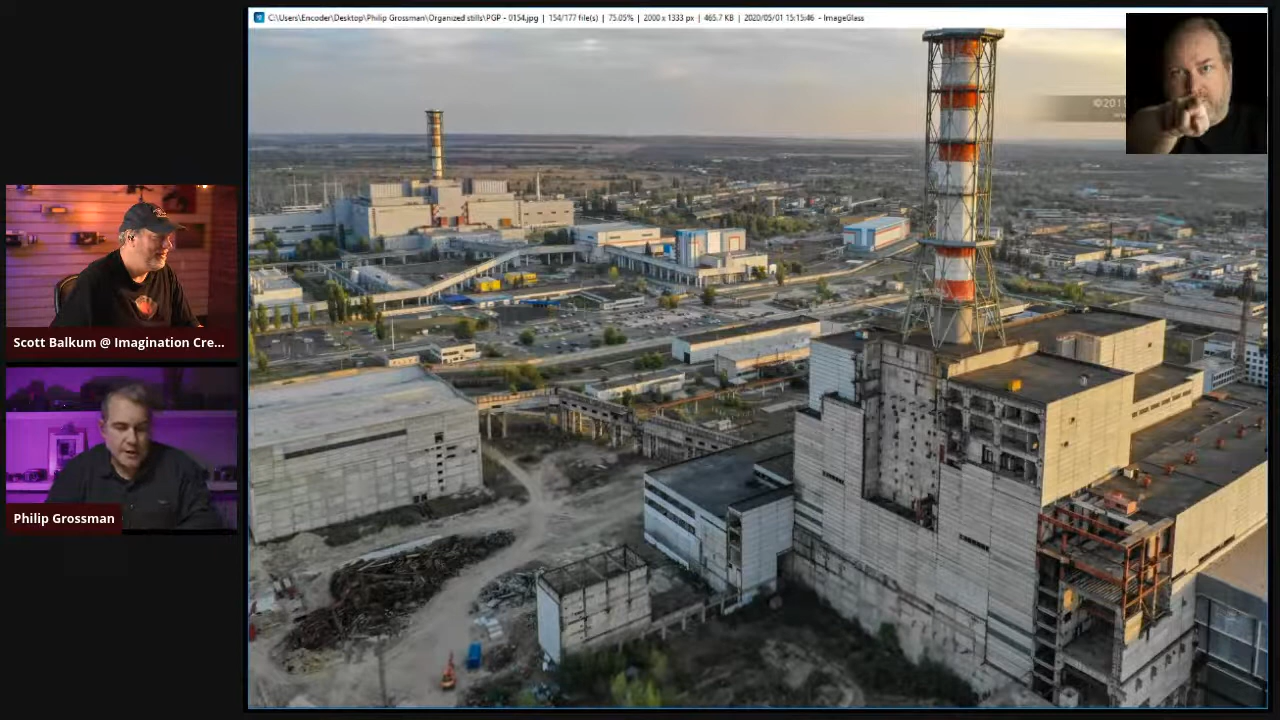 C:\Users\Encoder\Desktop\Philip Grossman\Organized stills\PGP - 0154.jpg | 154/177 file(s) | 75.05% | 2000 x 1333 px | 465.7 KB | 2020/05/01 15:15:46 - ImageGlass
©201
Scott Balkum @ Imagination Cre...
Philip Grossman